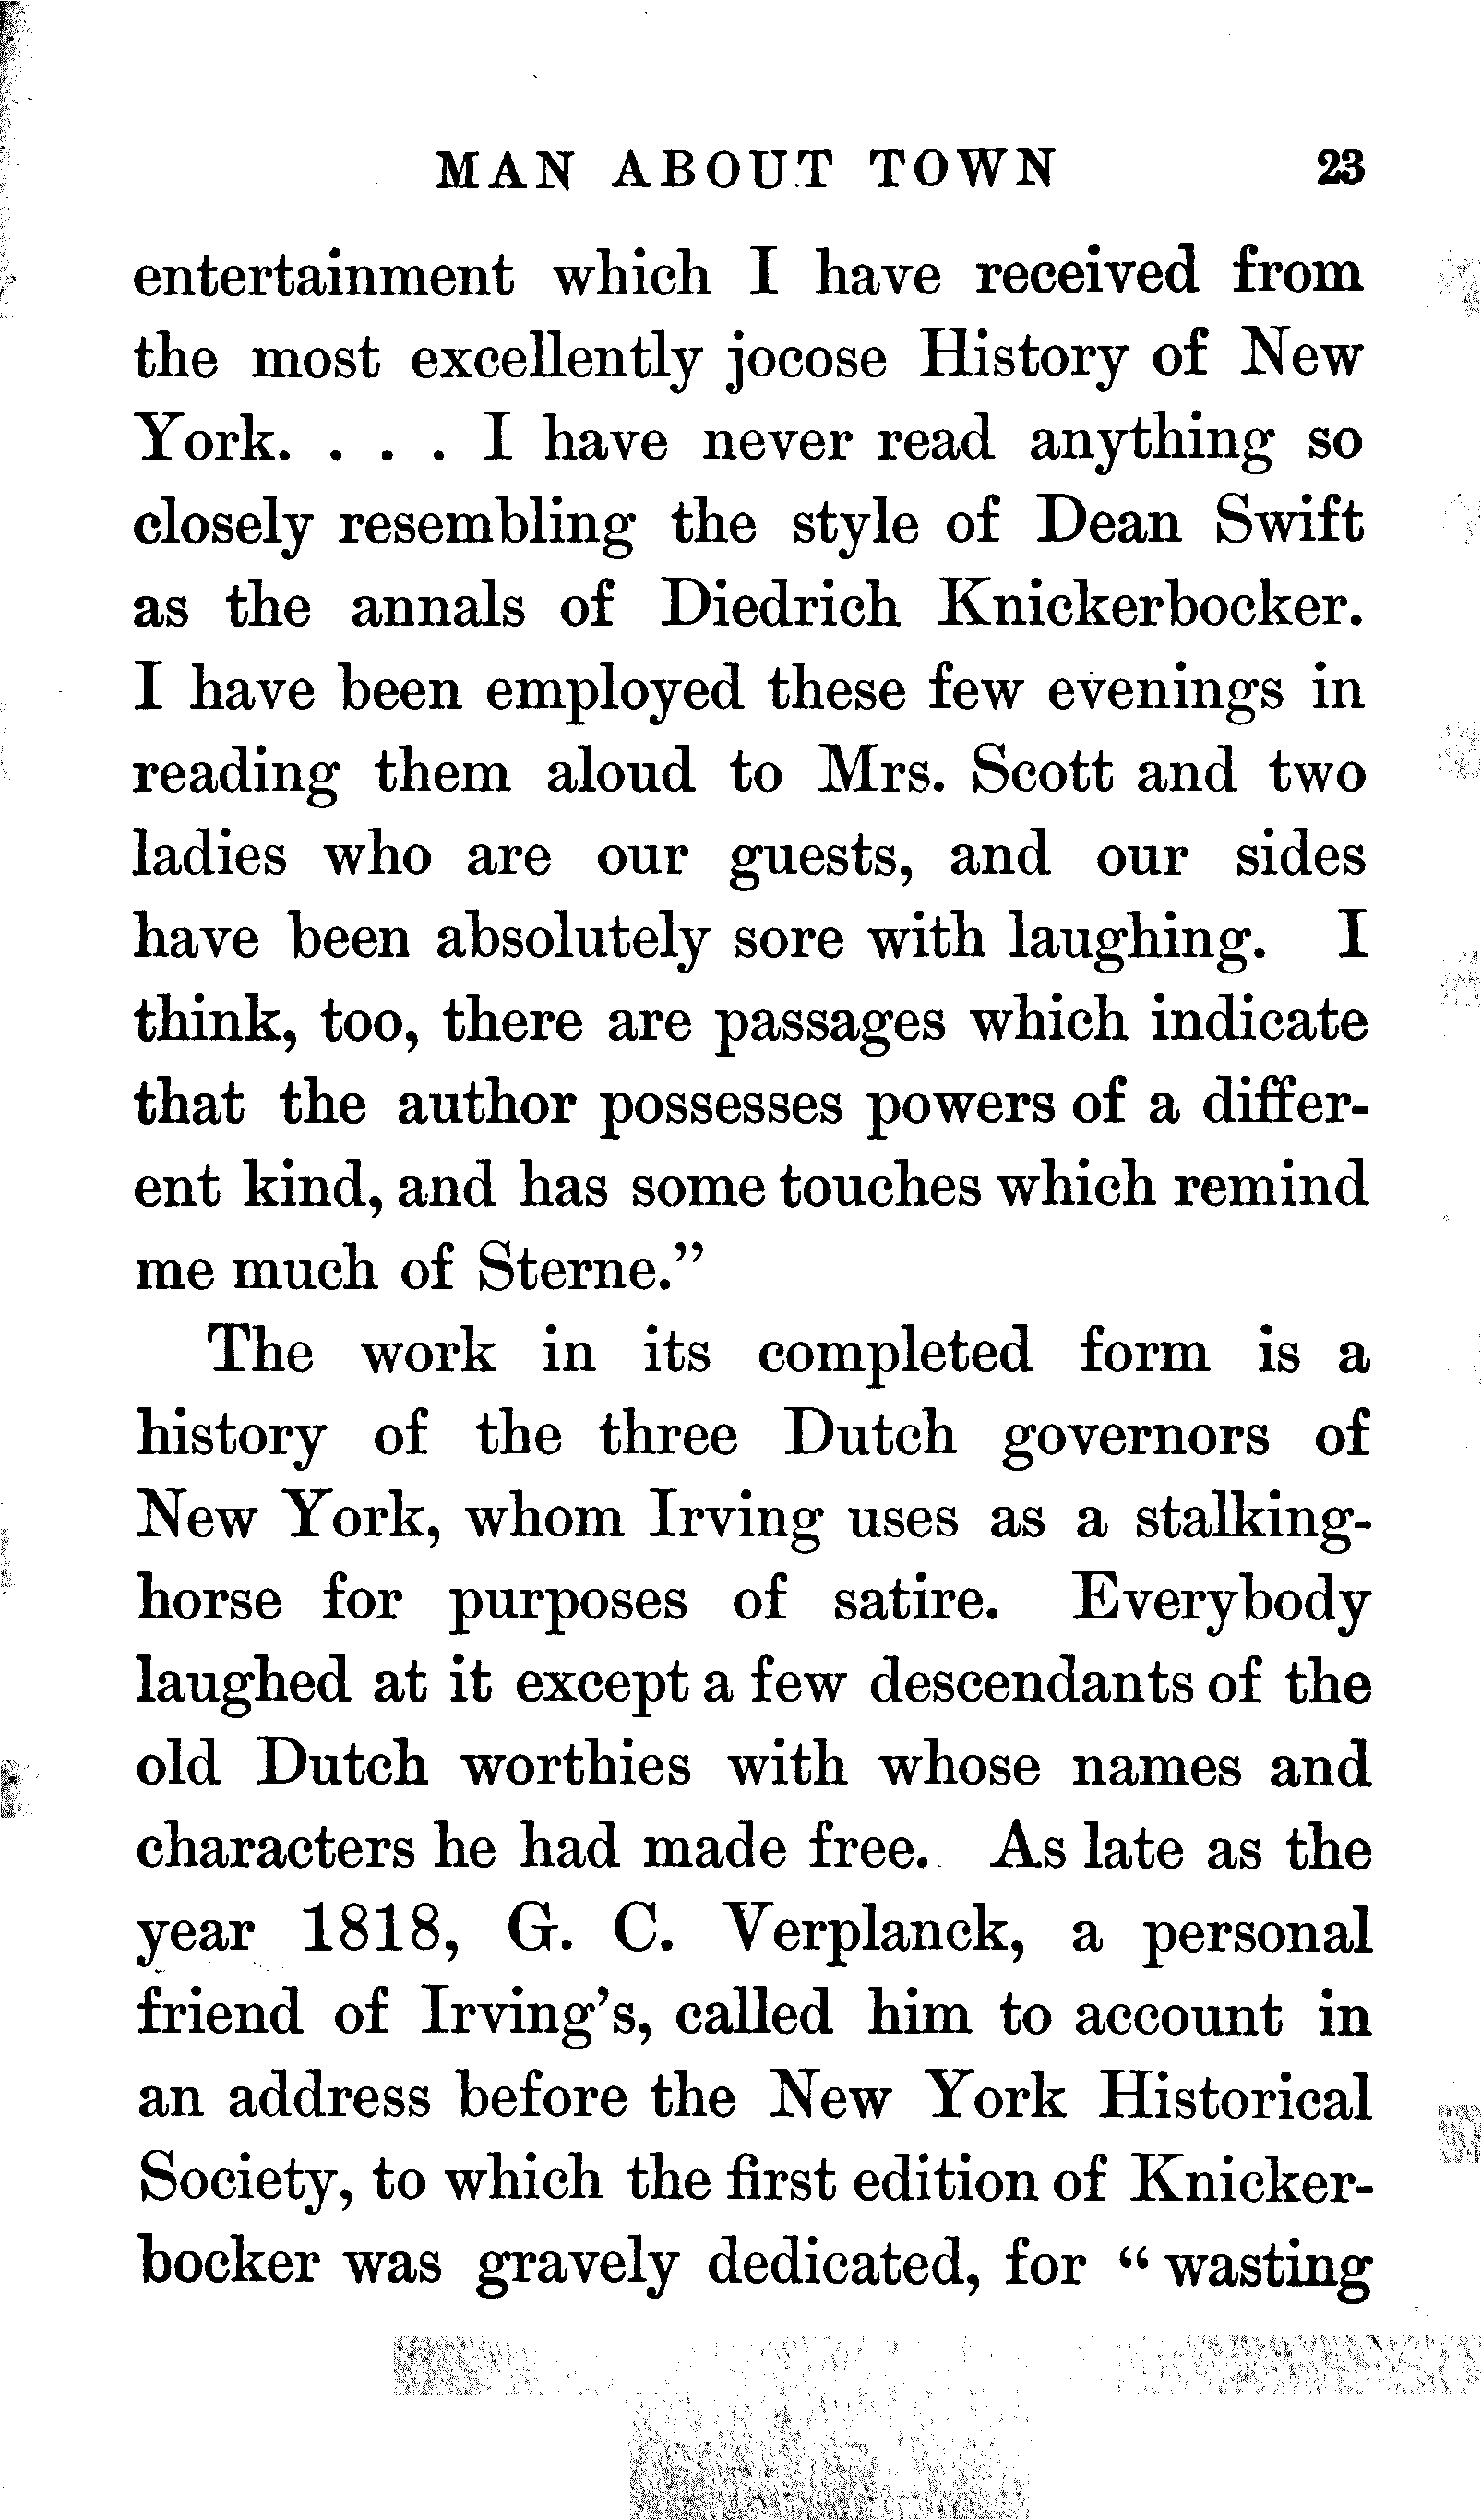 MAN ABOUT TOWN 23
entertainment which I have received from
the most excellently jocose History of New
York. . . . I have never read anything so
closely resembling the style of Dean Swift
as the annals of Diedrich Knickerbocker.
I have been employed these few evenings in
reading them aloud to Mrs. Scott and two
ladies who are our guests, and our sides
have been absolutely sore with laughing. I
think, too, there are passages which indicate
that the author possesses powers of a differ-
ent kind, and has some touches which remind
me much of Sterne."
The work in its completed form is a
history of the three Dutch governors of
New York, whom Irving uses as a stalking-
horse for purposes of satire. Everybody
laughed at it except a few descendants of the
old Dutch worthies with whose names and
characters he had made free. As late as the
year 1818, G. C. Verplanck, a personal
friend of Irving's, called him to account in
an address before the New York Historical
Society, to which the first edition of Knicker-
bocker was gravely dedicated, for "wasting